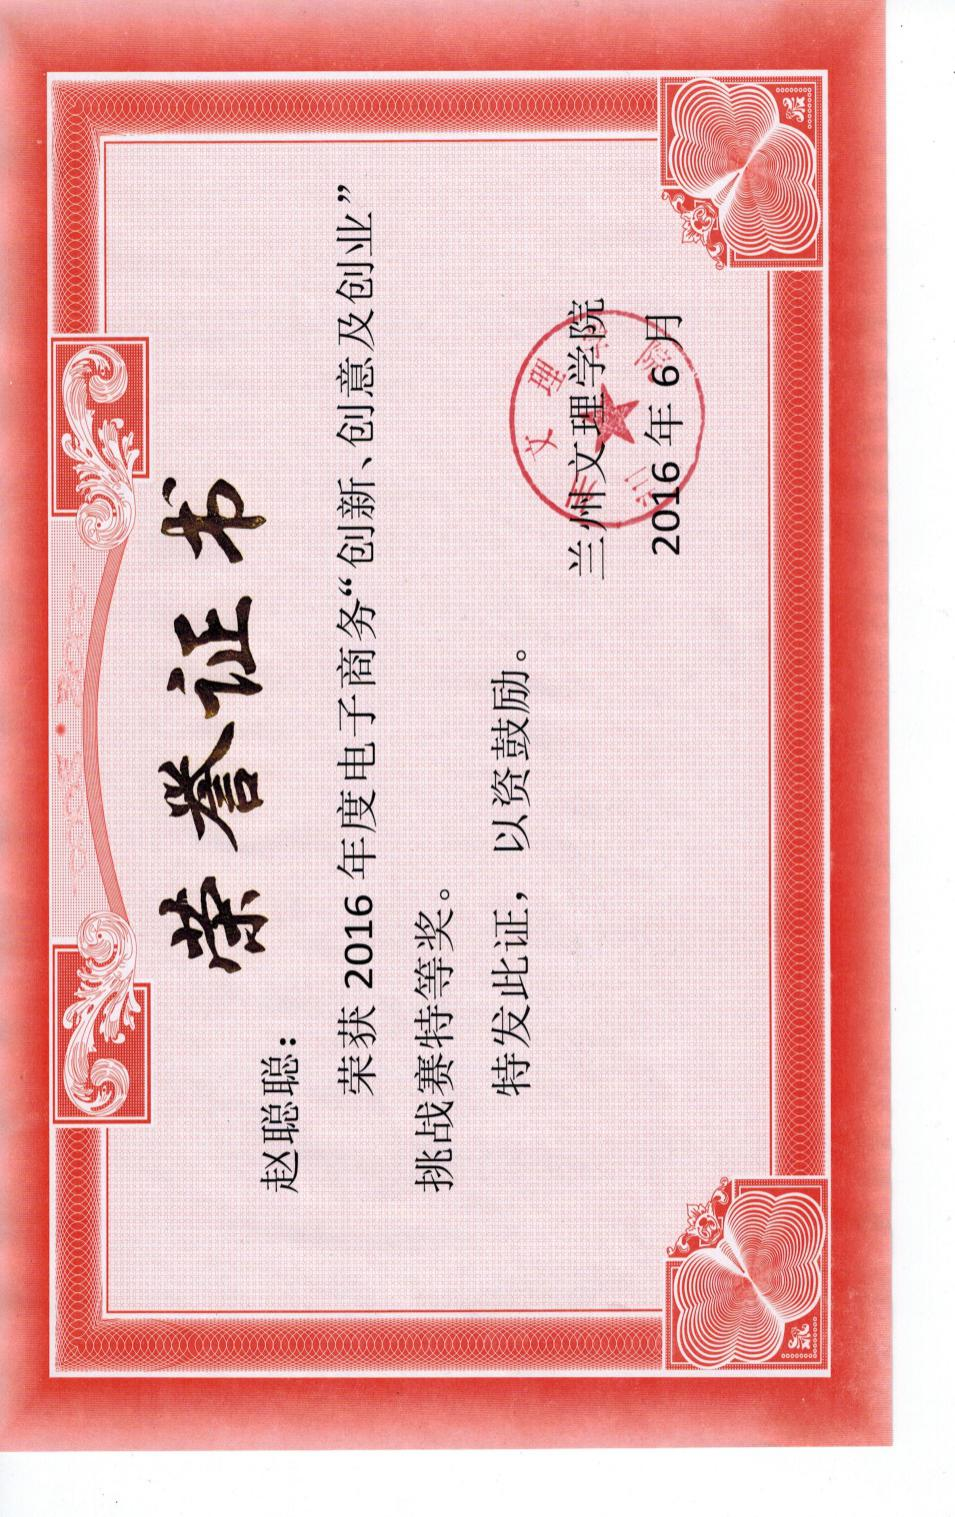 荣誉证书
赵聪聪：
荣获 2016 年度电子商务“创新、创意及创业”
挑战赛特等奖。
特发此证，以资鼓励。
兰州文理学院
2016 年 6 月